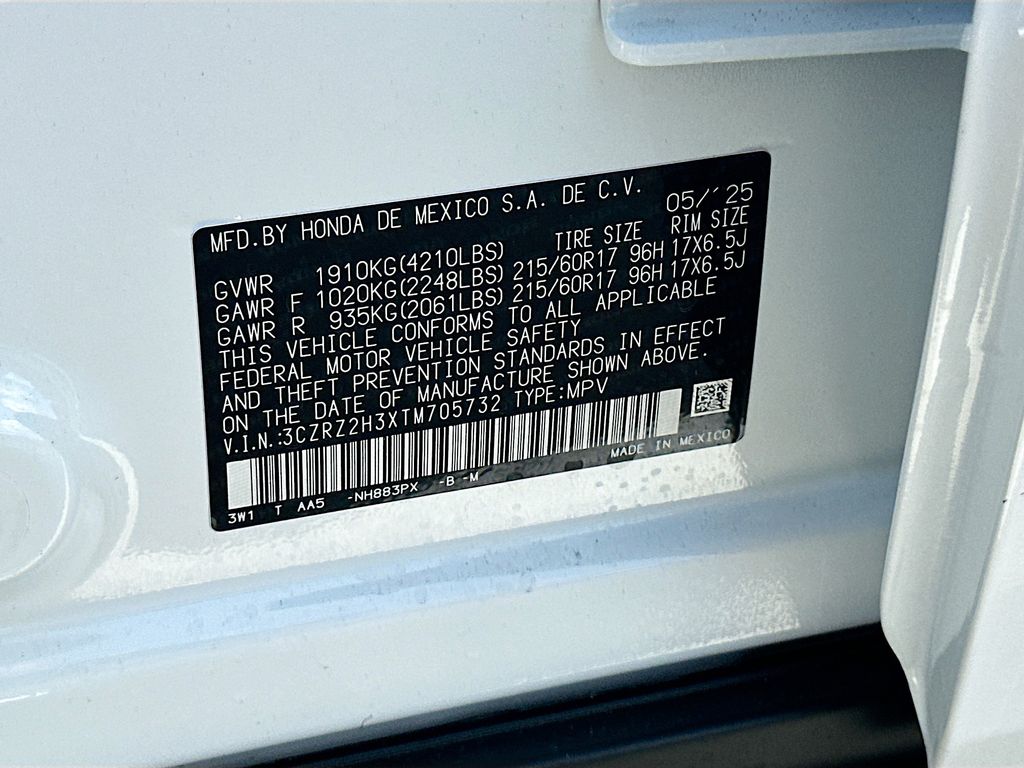 MFD.BY HONDA DE MEXICO S.A. DE C.V. 05/'25
TIRE SIZE RIM SIZE
GVWR 1910KG(4210LBS)
GAWR F 1020KG(2248LBS) 215/60R17 96H 17X6.5J
GAWR R 935KG(2061LBS) 215/60R17 96H 17X6.5J
THIS VEHICLE CONFORMS TO ALL APPLICABLE
FEDERAL MOTOR VEHICLE SAFETY
AND THEFT PREVENTION STANDARDS IN EFFECT
ON THE DATE OF MANUFACTURE SHOWN ABOVE.
V.I.N.:3CZRZ2H3XTM705732 TYPE:MPV
MADE IN MEXICO
3W1 T AA5 -NH883PX -B -M